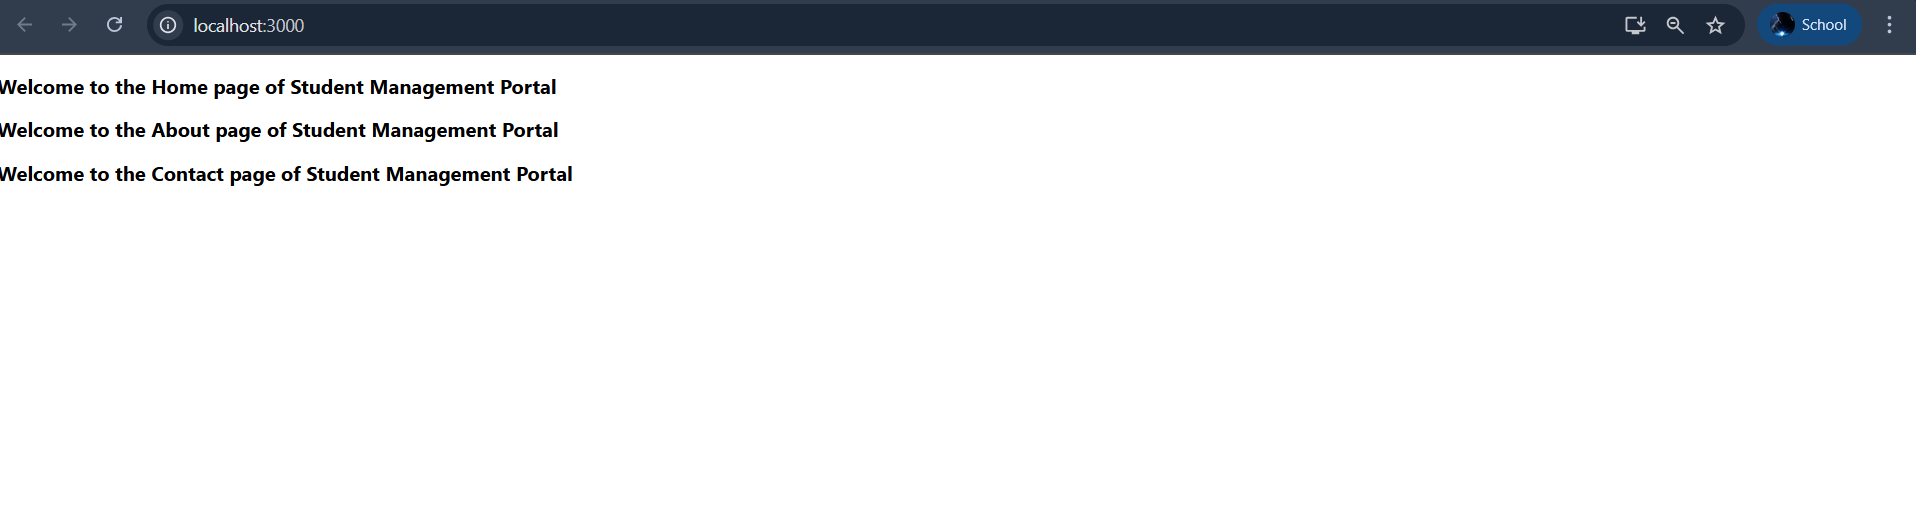 localhost:3000
School
Welcome to the Home page of Student Management Portal
Welcome to the About page of Student Management Portal
Welcome to the Contact page of Student Management Portal